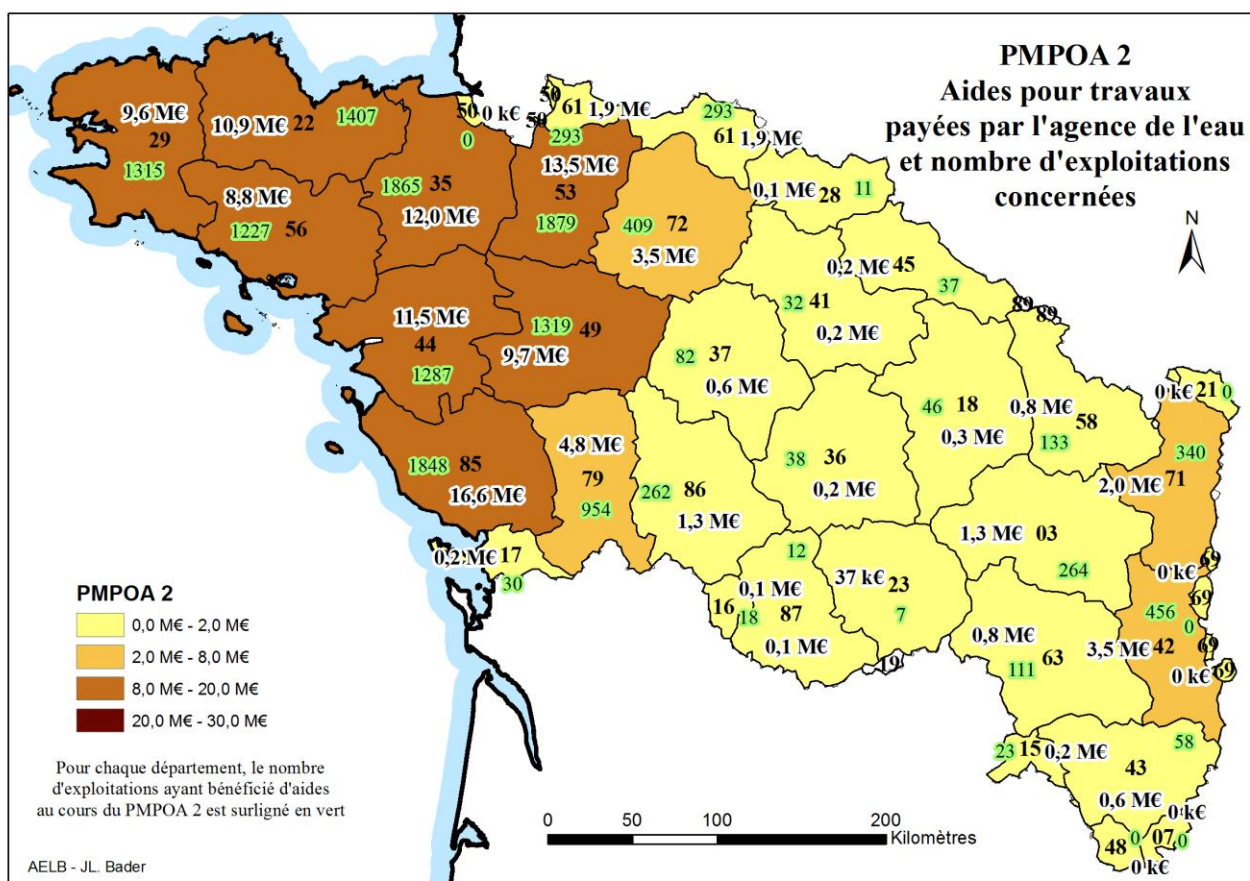 PMPOA 2
Aides pour travaux
payées par l'agence de l'eau
et nombre d'exploitations
concernées
N
9,6 M€
29
1315
10,9 M€ 22
1407
8,8 M€
1227 56
50 0 k€
0
1865 35
12,0 M€
50
50
61 1,9 M€
293
13,5 M€
53
1879
293
61 1,9 M€
409 72
3,5 M€
0,1 M€ 28 11
0,2 M€ 45
37
32 41
0,2 M€
89
89
11,5 M€
44
1287
1319 49
9,7 M€
82 37
0,6 M€
46 18
0,3 M€
0,8 M€ 58
133
0 k€ 21 0
340
2,0 M€ 71
1848 85
16,6 M€
4,8 M€
79
954
262 86
1,3 M€
38 36
0,2 M€
1,3 M€ 03
264
0,2 M€ 17
30
12
0,1 M€
16 18 87
0,1 M€
37 k€ 23
7
19
0,8 M€
111 63
0 k€ 69
69
456 0
3,5 M€ 42
69
0 k€ 69
23 15 0,2 M€
58
43
0,6 M€
0 k€
48 0 07 0
0 k€
PMPOA 2
0,0 M€ - 2,0 M€
2,0 M€ - 8,0 M€
8,0 M€ - 20,0 M€
20,0 M€ - 30,0 M€
Pour chaque département, le nombre
d'exploitations ayant bénéficié d'aides
au cours du PMPOA 2 est surligné en vert
0 50 100 200
Kilomètres
AELB - JL. Bader